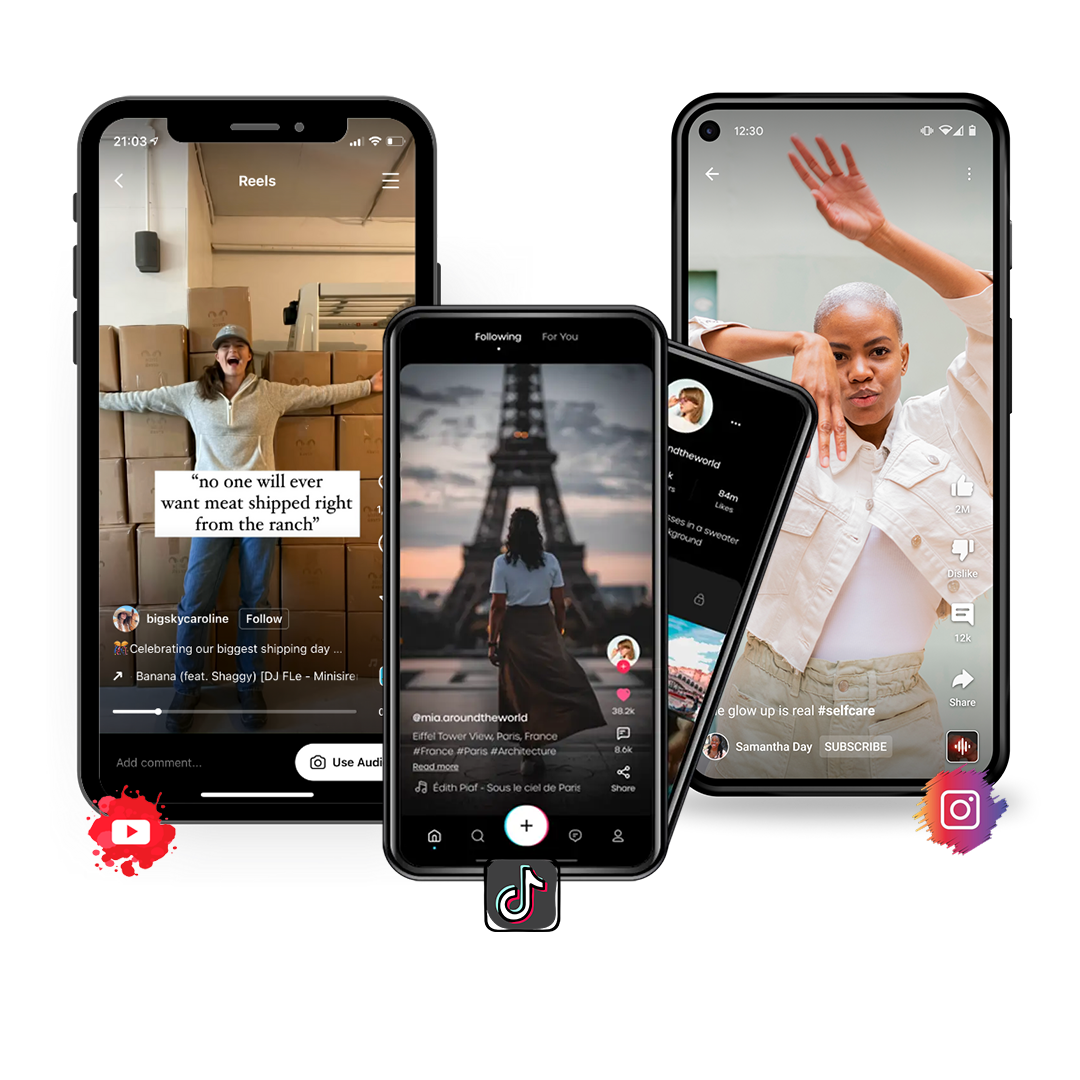 21:03
Reels
“no one will ever
want meat shipped right
from the ranch”
bigskycaroline
Follow
Celebrating our biggest shipping day ...
Banana (feat. Shaggy) [DJ FLe - Minisire
Add comment...
Use Audi
Following
For You
@mia.aroundtheworld
Eiffel Tower View, Paris, France
#France #Paris #Architecture
Read more
Édith Piaf - Sous le ciel de Paris
38.2k
8.6k
Share
ndtheworld
k
rs
84m
Likes
sses in a sweater
kground
12:30
2M
Dislike
12k
Share
e glow up is real #selfcare
Samantha Day
SUBSCRIBE